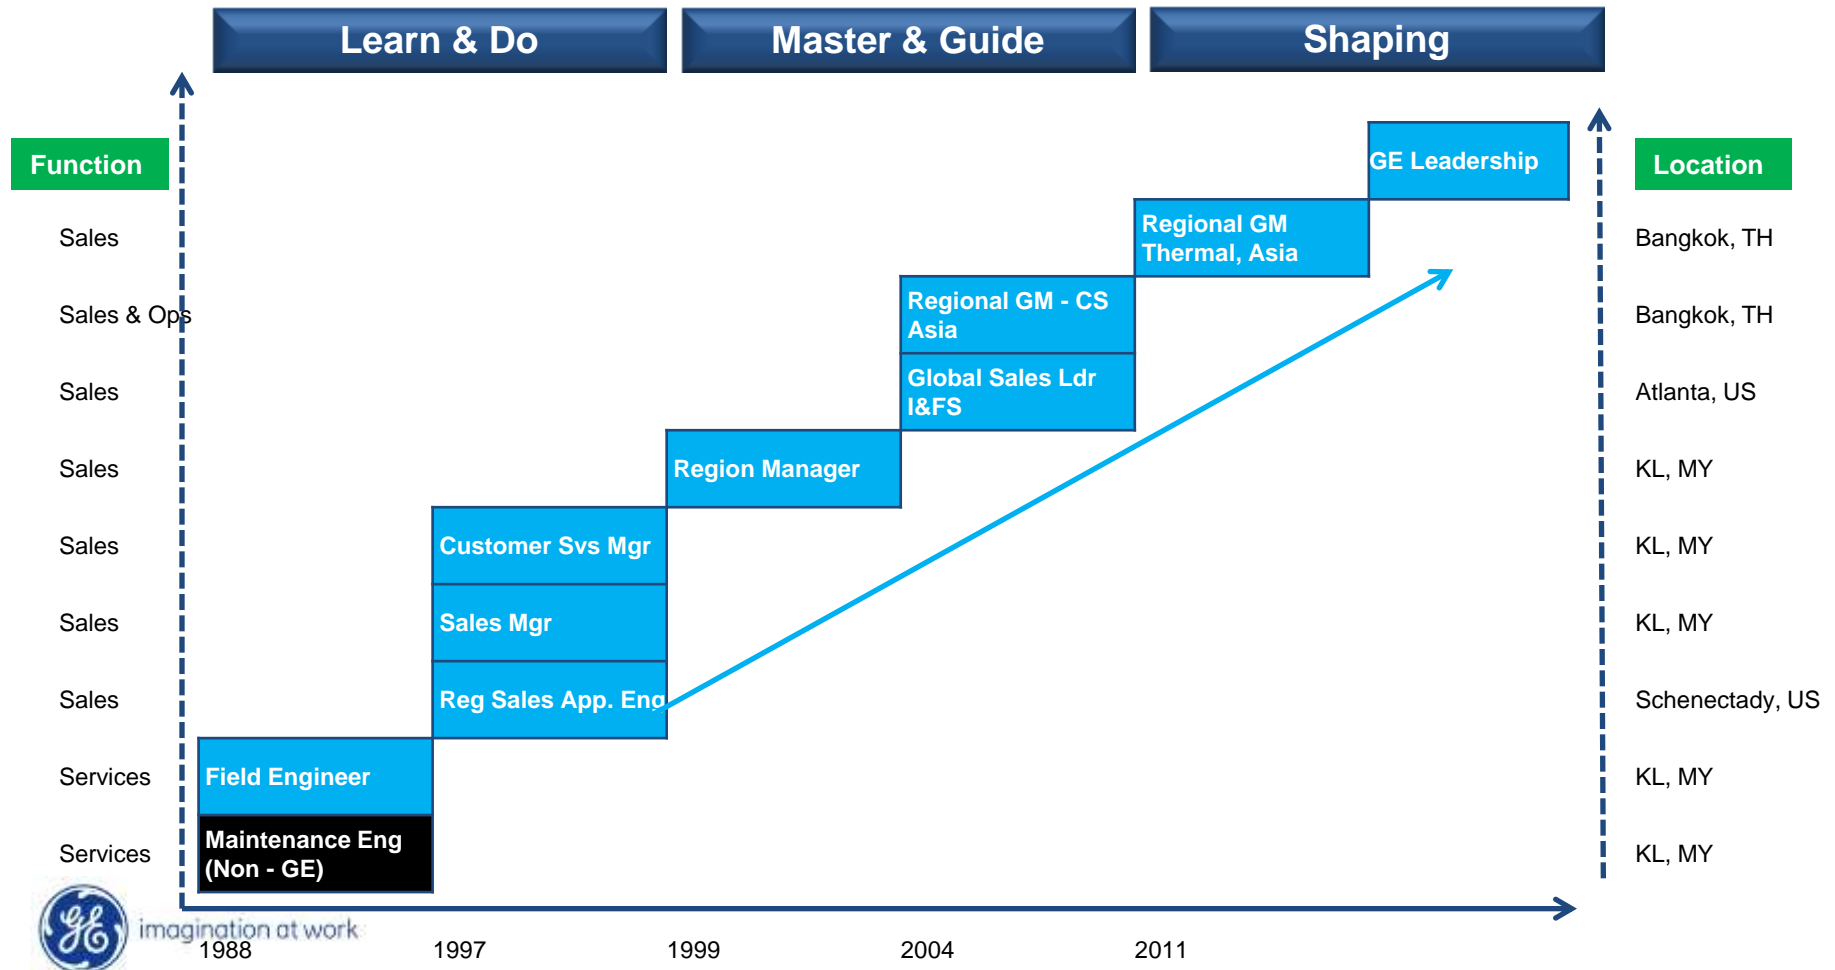 Learn & Do
Master & Guide
Shaping
Function
GE Leadership
Location
Sales
Regional GM
Thermal, Asia
Bangkok, TH
Sales & Ops
Regional GM - CS
Asia
Bangkok, TH
Sales
Global Sales Ldr
I&FS
Atlanta, US
Sales
Region Manager
KL, MY
Sales
Customer Svs Mgr
KL, MY
Sales
Sales Mgr
KL, MY
Sales
Reg Sales App. Eng
Schenectady, US
Services
Field Engineer
KL, MY
Services
Maintenance Eng
(Non - GE)
KL, MY
GE
imagination at work
1988
1997
1999
2004
2011